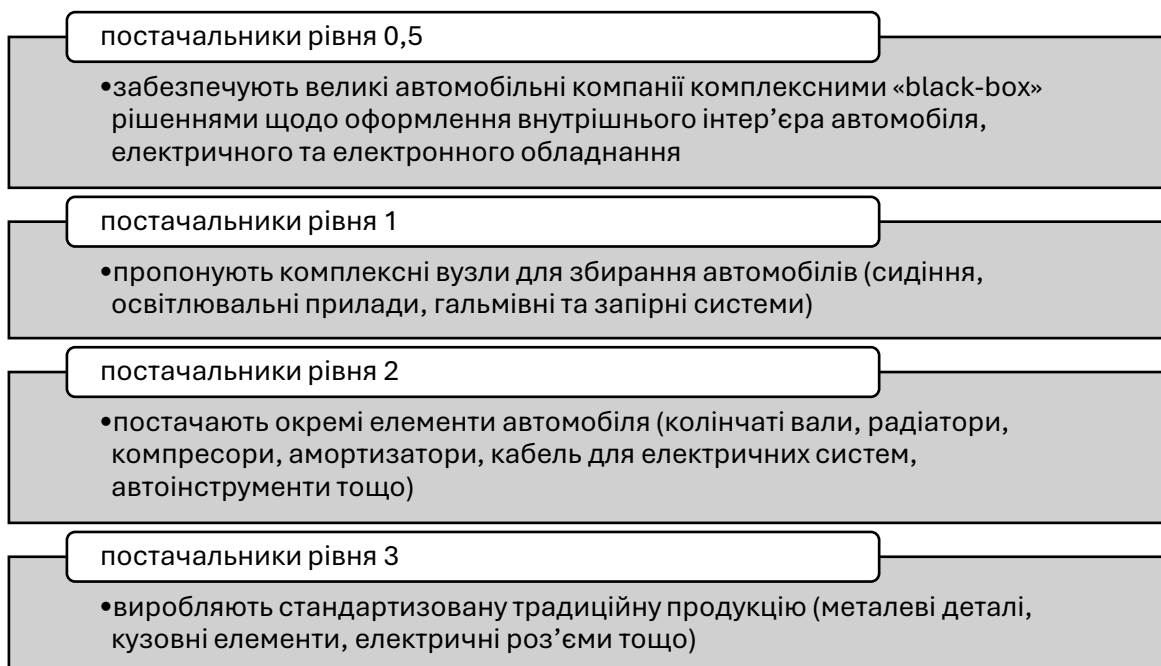 постачальники рівня 0,5
•забезпечують великі автомобільні компанії комплексними «black-box»
рішеннями щодо оформлення внутрішнього інтер’єра автомобіля,
електричного та електронного обладнання
постачальники рівня 1
•пропонують комплексні вузли для збирання автомобілів (сидіння,
освітлювальні прилади, гальмівні та запірні системи)
постачальники рівня 2
•постачають окремі елементи автомобіля (колінчаті вали, радіатори,
компресори, амортизатори, кабель для електричних систем,
автоінструменти тощо)
постачальники рівня 3
•виробляють стандартизовану традиційну продукцію (металеві деталі,
кузовні елементи, електричні роз’єми тощо)